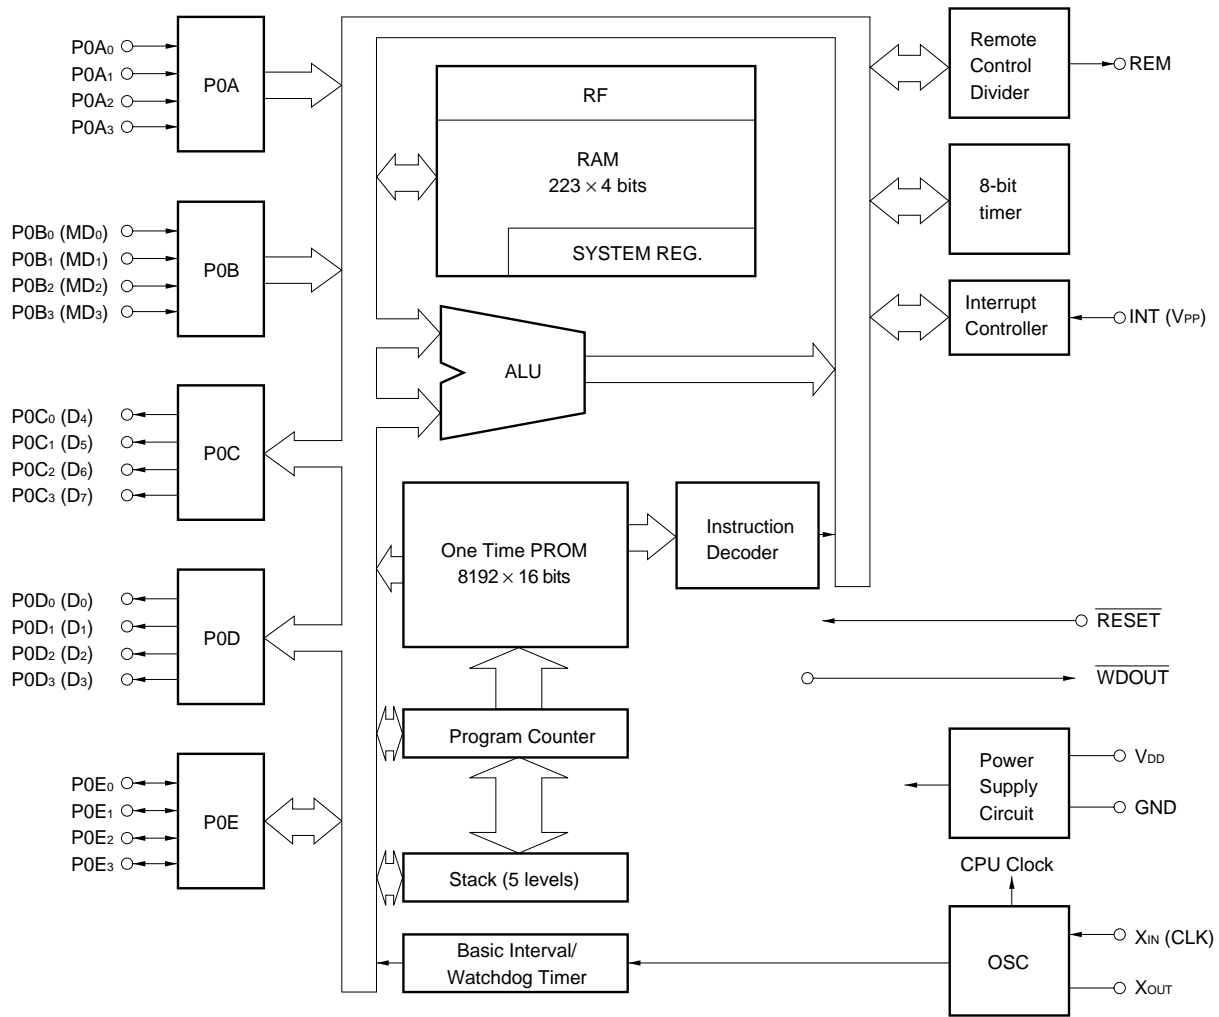 P0A0
P0A1
P0A2
P0A3
P0A
P0B0 (MD0)
P0B1 (MD1)
P0B2 (MD2)
P0B3 (MD3)
P0B
P0C0 (D4)
P0C1 (D5)
P0C2 (D6)
P0C3 (D7)
P0C
P0D0 (D0)
P0D1 (D1)
P0D2 (D2)
P0D3 (D3)
P0D
P0E0
P0E1
P0E2
P0E3
P0E
RF
RAM
223 × 4 bits
SYSTEM REG.
ALU
One Time PROM
8192 × 16 bits
Instruction
Decoder
Program Counter
Stack (5 levels)
Basic Interval/
Watchdog Timer
Remote
Control
Divider
REM
8-bit
timer
Interrupt
Controller
INT (VPP)
RESET
WDOUT
Power
Supply
Circuit
VDD
GND
CPU Clock
OSC
XIN (CLK)
XOUT